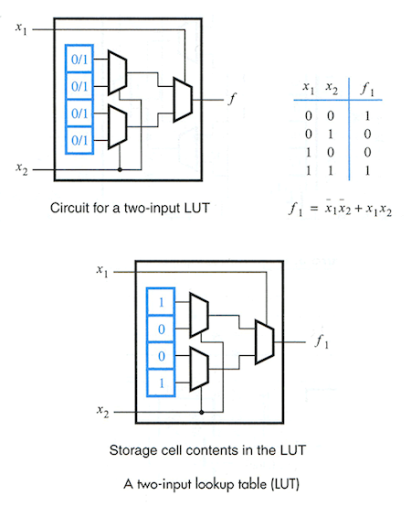 x₁
0/1
0/1
0/1
0/1
f
x₂
Circuit for a two-input LUT
x₁ x₂ f₁
0 0 1
0 1 0
1 0 0
1 1 1
f₁ = x̄₁x̄₂ + x₁x₂
x₁
1
0
0
1
f₁
x₂
Storage cell contents in the LUT
A two-input lookup table (LUT)